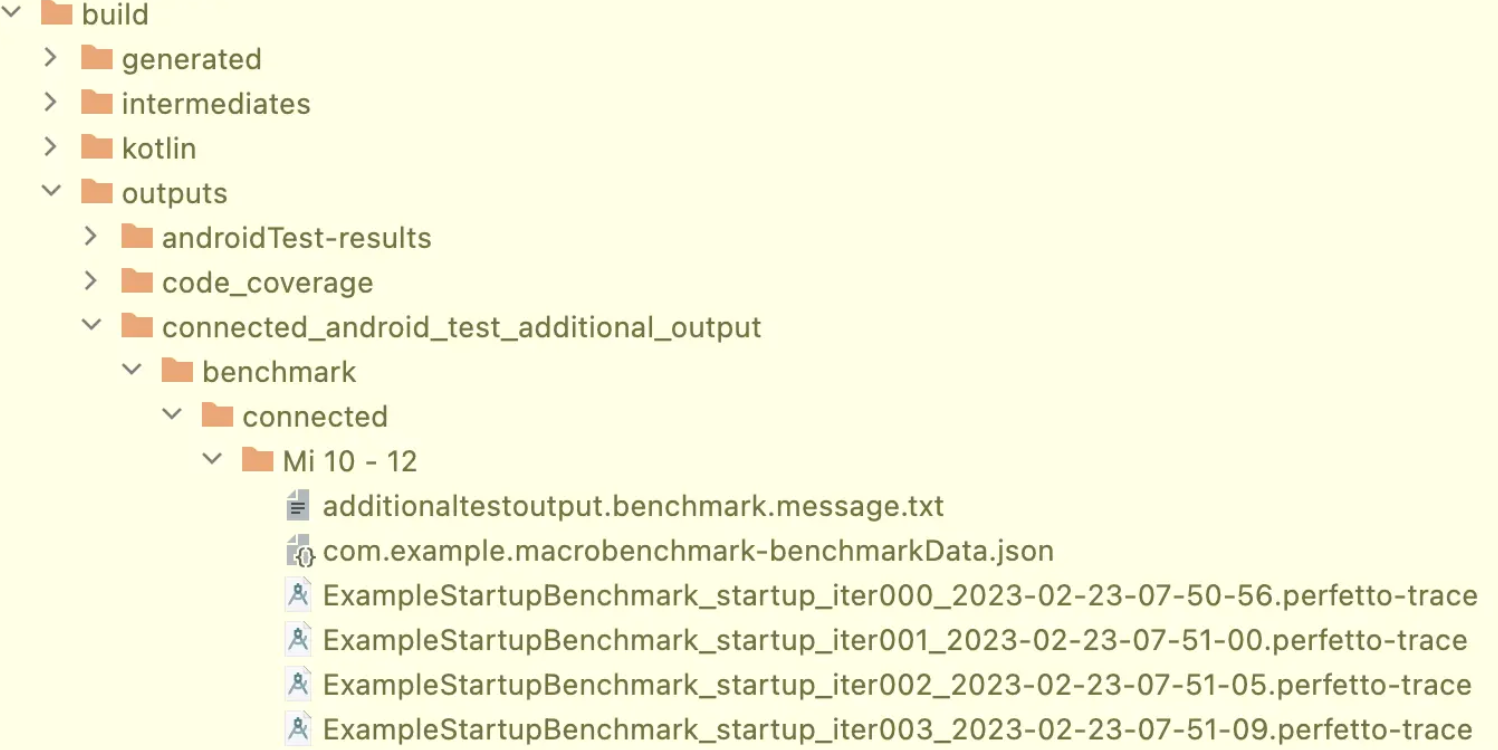 build
generated
intermediates
kotlin
outputs
androidTest-results
code_coverage
connected_android_test_additional_output
benchmark
connected
Mi 10 - 12
additionaltestoutput.benchmark.message.txt
com.example.macrobenchmark-benchmarkData.json
ExampleStartupBenchmark_startup_iter000_2023-02-23-07-50-56.perfetto-trace
ExampleStartupBenchmark_startup_iter001_2023-02-23-07-51-00.perfetto-trace
ExampleStartupBenchmark_startup_iter002_2023-02-23-07-51-05.perfetto-trace
ExampleStartupBenchmark_startup_iter003_2023-02-23-07-51-09.perfetto-trace